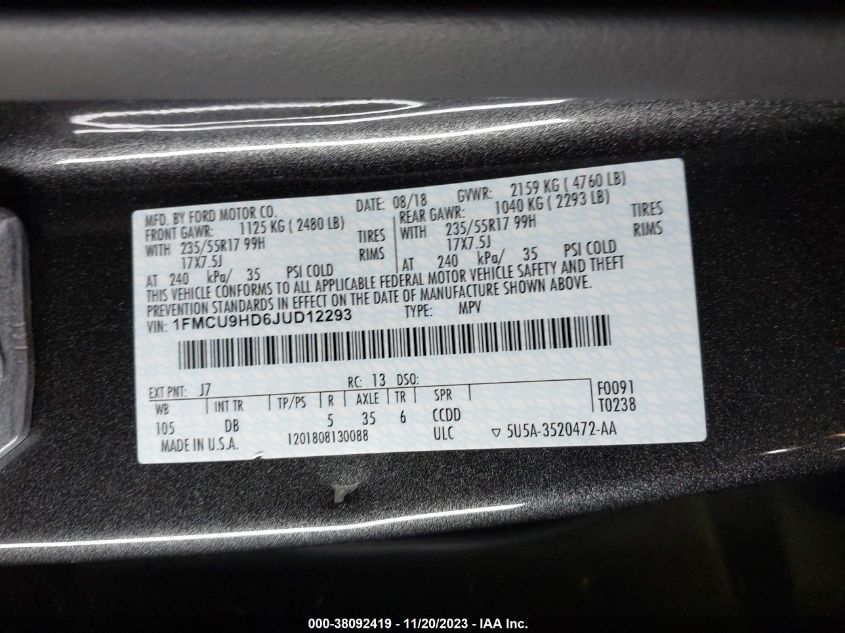 MFD. BY FORD MOTOR CO. DATE: 08/18 GVWR: 2159 KG ( 4760 LB)
FRONT GAWR: 1125 KG ( 2480 LB) REAR GAWR: 1040 KG ( 2293 LB)
WITH 235/55R17 99H TIRES WITH 235/55R17 99H TIRES
17X7.5J RIMS 17X7.5J RIMS
AT 240 kPa/ 35 PSI COLD AT 240 kPa/ 35 PSI COLD
THIS VEHICLE CONFORMS TO ALL APPLICABLE FEDERAL MOTOR VEHICLE SAFETY AND THEFT
PREVENTION STANDARDS IN EFFECT ON THE DATE OF MANUFACTURE SHOWN ABOVE.
VIN: 1FMCU9HD6JUD12293 TYPE: MPV
EXT PNT: J7 RC: 13 DSO:
WB INT TR TP/PS R AXLE TR SPR F0091
105 DB 5 35 6 CCDD T0238
MADE IN U.S.A. 1201808130088 ULC ▽ 5U5A-3520472-AA
000-38092419 - 11/20/2023 - IAA Inc.